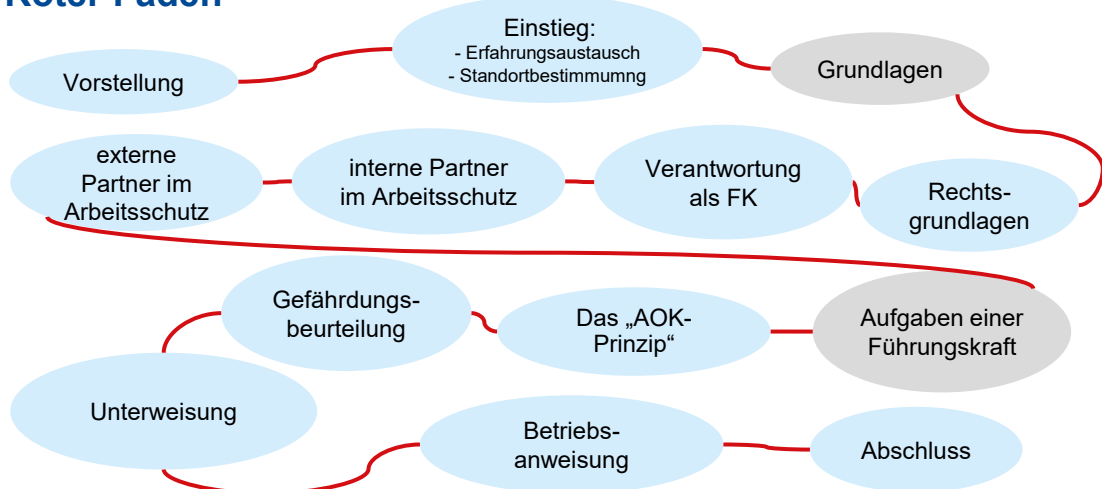 Roter Faden
Vorstellung
Einstieg:
- Erfahrungsaustausch
- Standortbestimmumng
Grundlagen
Rechts-
grundlagen
Verantwortung
als FK
interne Partner
im Arbeitsschutz
externe
Partner im
Arbeitsschutz
Aufgaben einer
Führungskraft
Das „AOK-
Prinzip“
Gefährdungs-
beurteilung
Unterweisung
Betriebs-
anweisung
Abschluss